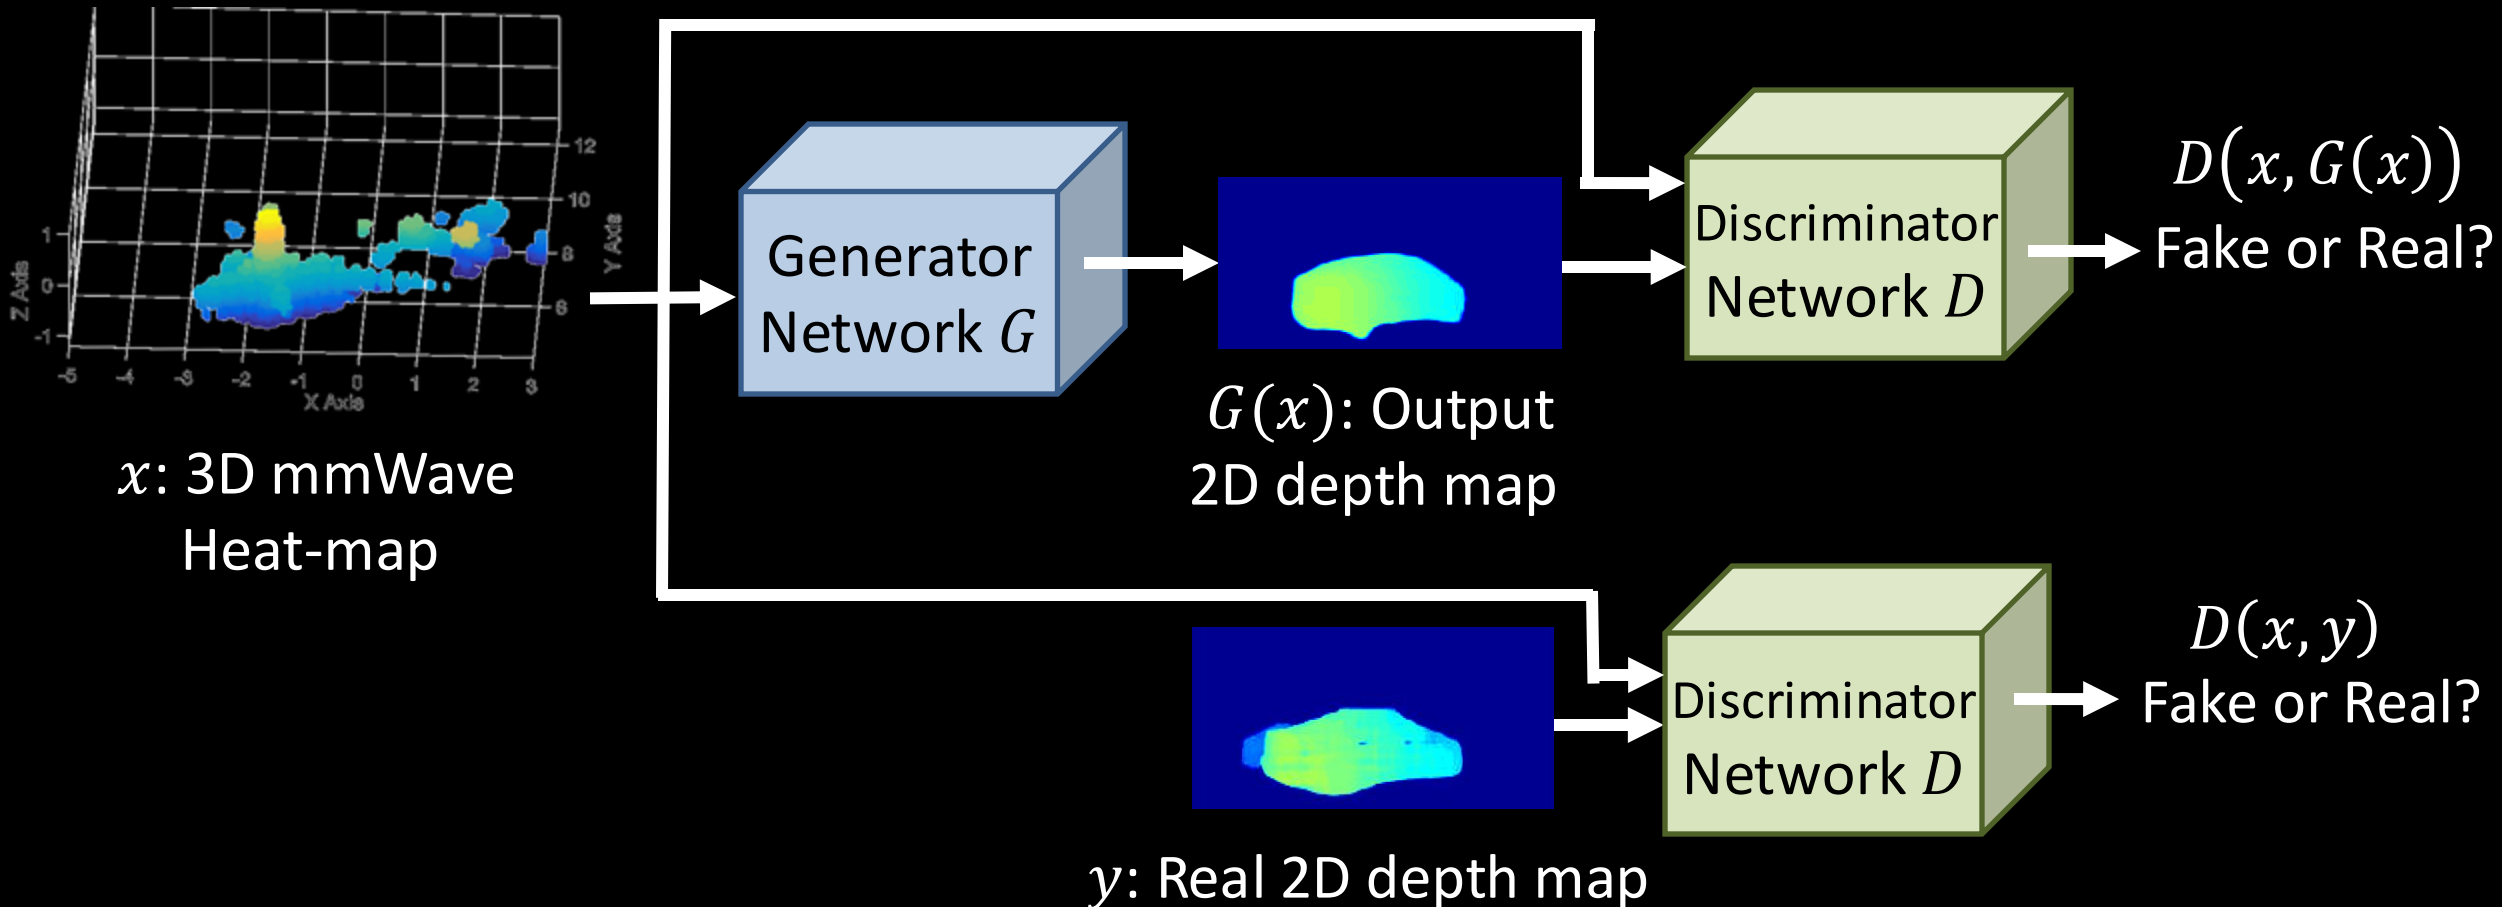 12
10
8
6
Y Axis
1
0
-1
Z Axis
-5 -4 -3 -2 -1 0 1 2 3
X Axis
x: 3D mmWave
Heat-map
Generator
Network G
G(x): Output
2D depth map
Discriminator
Network D
D(x, G(x))
Fake or Real?
y: Real 2D depth map
Discriminator
Network D
D(x, y)
Fake or Real?